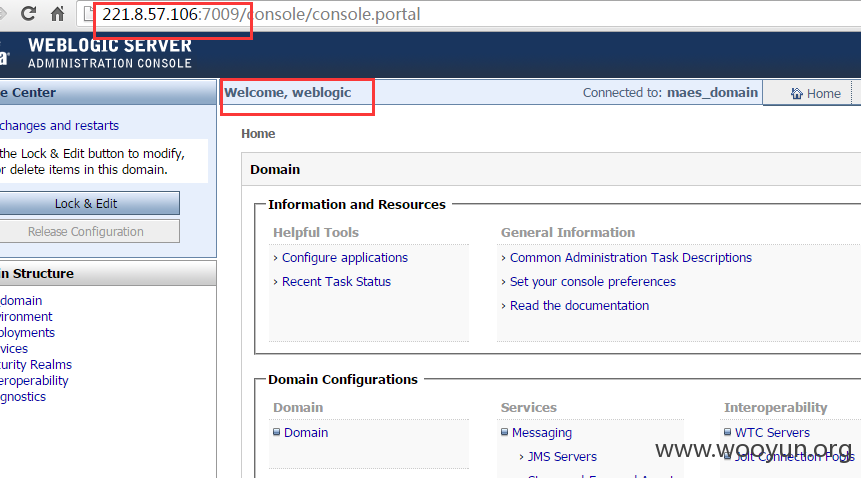 221.8.57.106:7009/console/console.portal
WEBLOGIC SERVER
ADMINISTRATION CONSOLE
e Center
Welcome, weblogic
Connected to: maes_domain
Home
changes and restarts
the Lock & Edit button to modify,
or delete items in this domain.
Lock & Edit
Release Configuration
in Structure
domain
vironment
ployments
vices
curity Realms
eroperability
gnostics
Home
Domain
Information and Resources
Helpful Tools
› Configure applications
› Recent Task Status
General Information
› Common Administration Task Descriptions
› Set your console preferences
› Read the documentation
Domain Configurations
Domain
Domain
Services
Messaging
› JMS Servers
Interoperability
WTC Servers
Jolt Connection Pools
www.wooyun.org